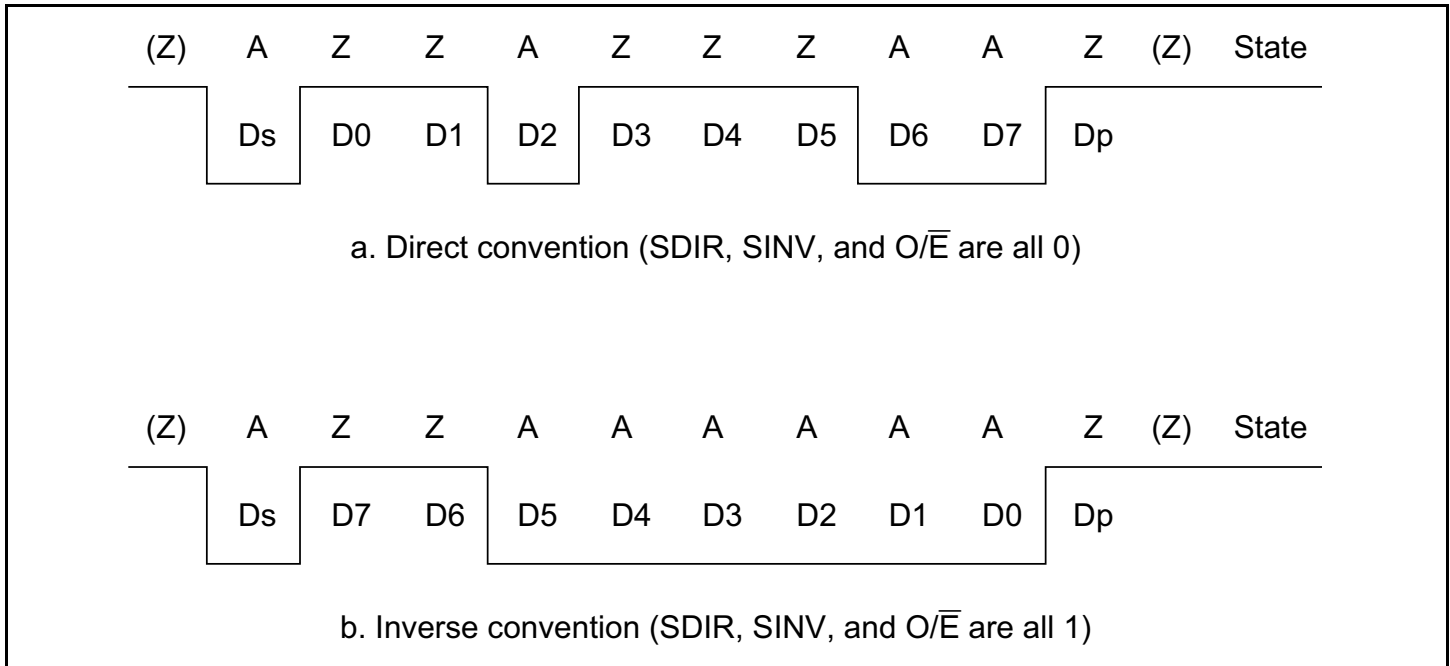 (Z) A Z Z A Z Z Z A A Z (Z) State
Ds D0 D1 D2 D3 D4 D5 D6 D7 Dp
a. Direct convention (SDIR, SINV, and O/E̅ are all 0)
(Z) A Z Z A A A A A A Z (Z) State
Ds D7 D6 D5 D4 D3 D2 D1 D0 Dp
b. Inverse convention (SDIR, SINV, and O/E̅ are all 1)